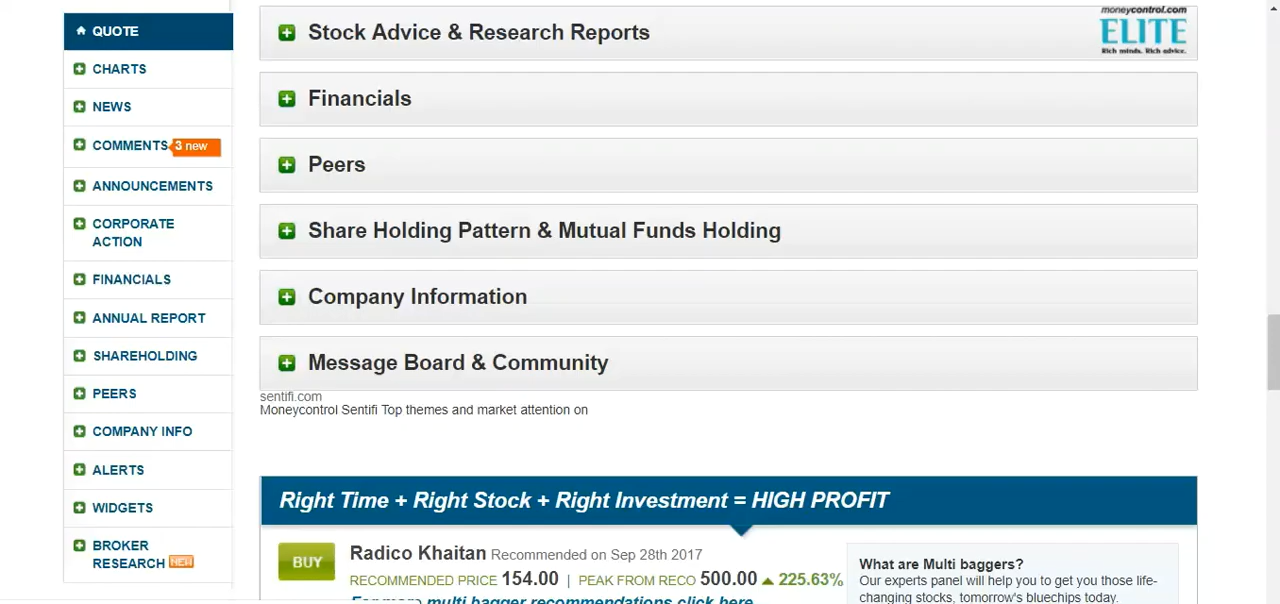 QUOTE
CHARTS
NEWS
COMMENTS 3 new
ANNOUNCEMENTS
CORPORATE
ACTION
FINANCIALS
ANNUAL REPORT
SHAREHOLDING
PEERS
COMPANY INFO
ALERTS
WIDGETS
BROKER
RESEARCH NEW
Stock Advice & Research Reports
moneycontrol.com
ELITE
Rich minds. Rich advice.
Financials
Peers
Share Holding Pattern & Mutual Funds Holding
Company Information
Message Board & Community
sentifi.com
Moneycontrol Sentifi Top themes and market attention on
Right Time + Right Stock + Right Investment = HIGH PROFIT
BUY
Radico Khaitan Recommended on Sep 28th 2017
RECOMMENDED PRICE 154.00 | PEAK FROM RECO 500.00 ▲ 225.63%
For more multi bagger recommendations click here
What are Multi baggers?
Our experts panel will help you to get you those life-
changing stocks, tomorrow's bluechips today.